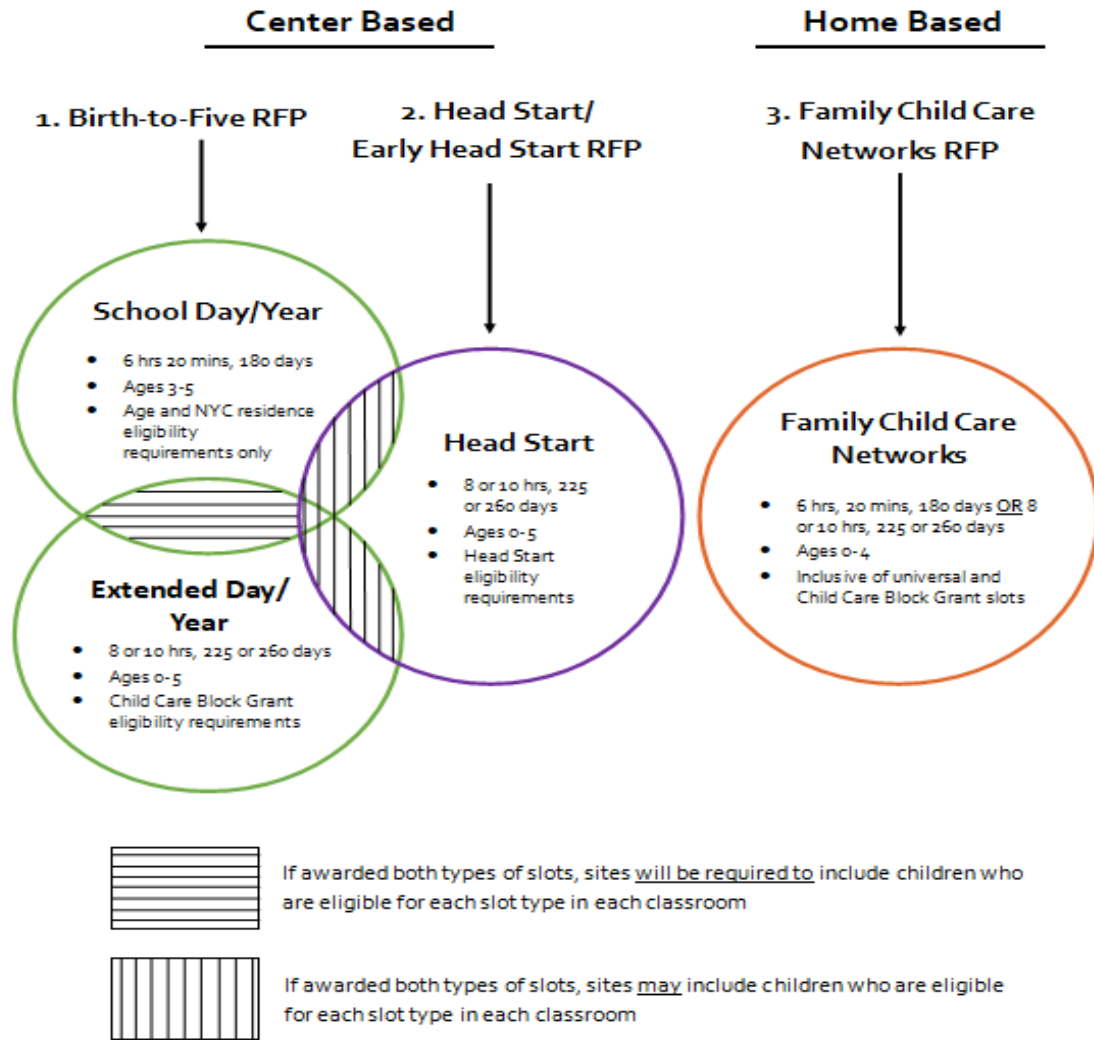 Center Based
Home Based
1. Birth-to-Five RFP
2. Head Start/
Early Head Start RFP
3. Family Child Care
Networks RFP
School Day/Year
• 6 hrs 20 mins, 180 days
• Ages 3-5
• Age and NYC residence
eligibility
requirements only
Extended Day/
Year
• 8 or 10 hrs, 225 or 260 days
• Ages 0-5
• Child Care Block Grant
eligibility requirements
Head Start
• 8 or 10 hrs, 225
or 260 days
• Ages 0-5
• Head Start
eligibility
requirements
Family Child Care
Networks
• 6 hrs, 20 mins, 180 days OR 8
or 10 hrs, 225 or 260 days
• Ages 0-4
• Inclusive of universal and
Child Care Block Grant slots
If awarded both types of slots, sites will be required to include children who
are eligible for each slot type in each classroom
If awarded both types of slots, sites may include children who are eligible
for each slot type in each classroom